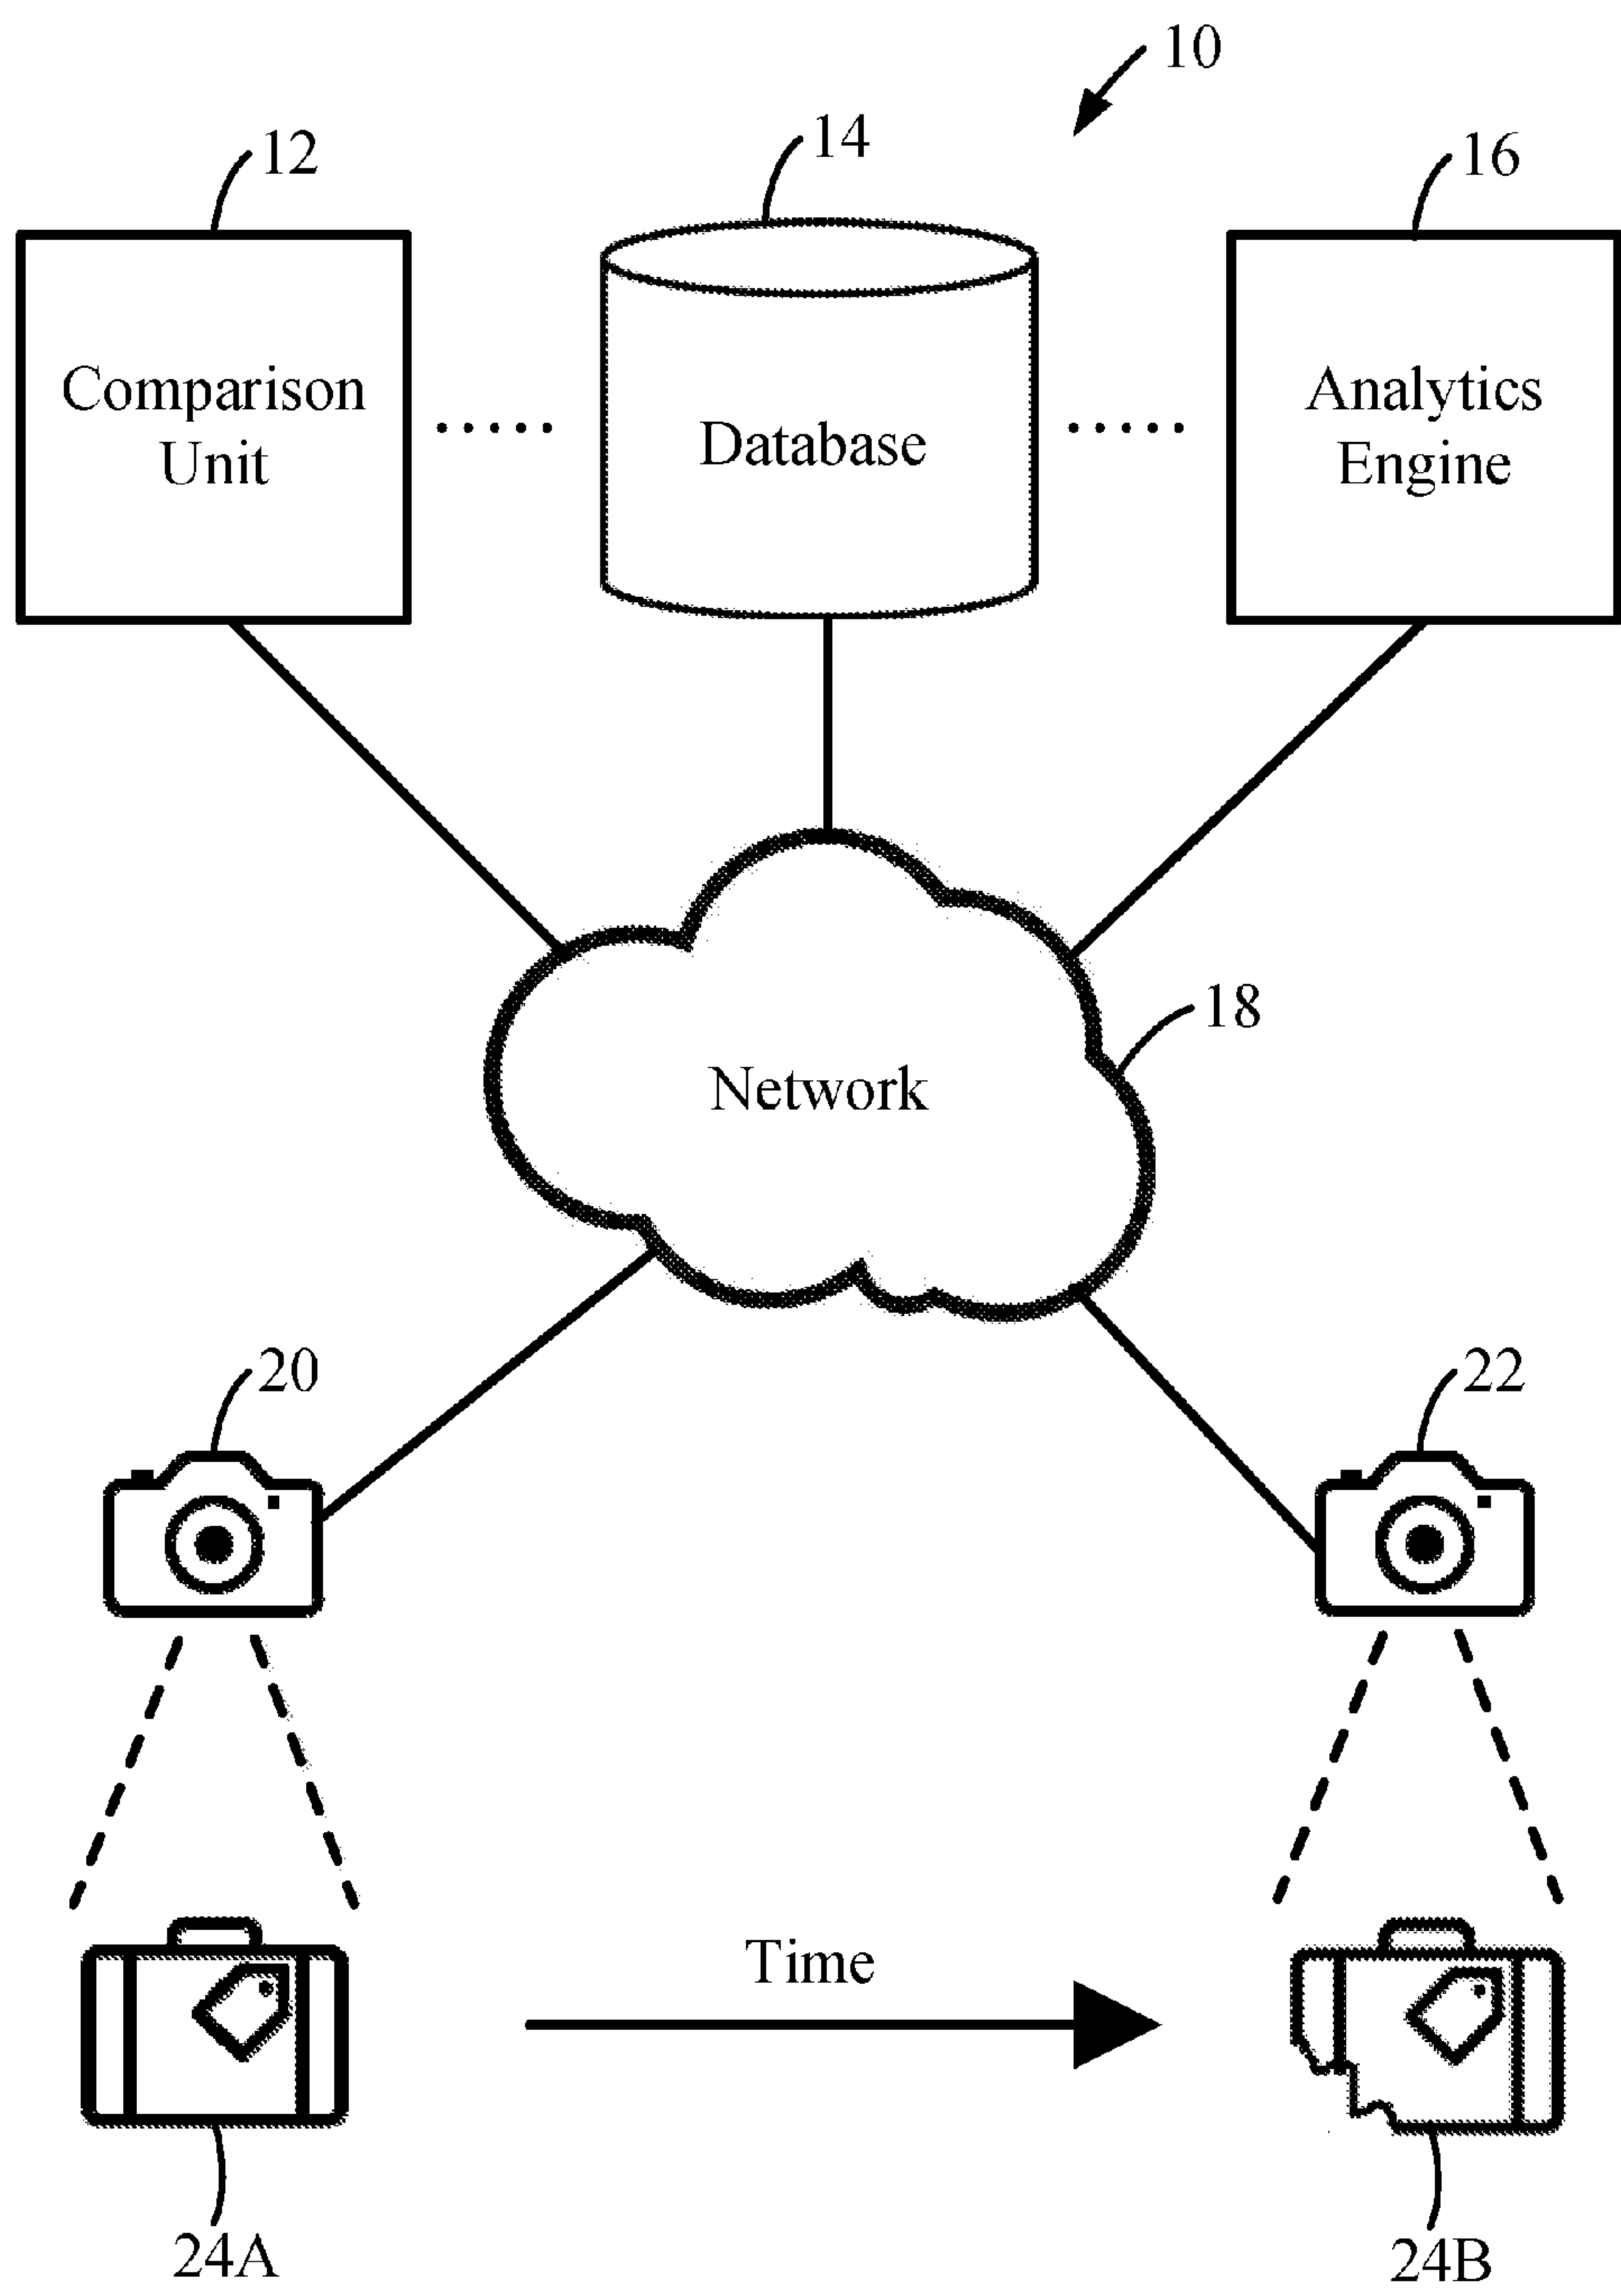 10
12
14
16
Comparison
Unit
Database
Analytics
Engine
18
Network
20
22
Time
24A
24B